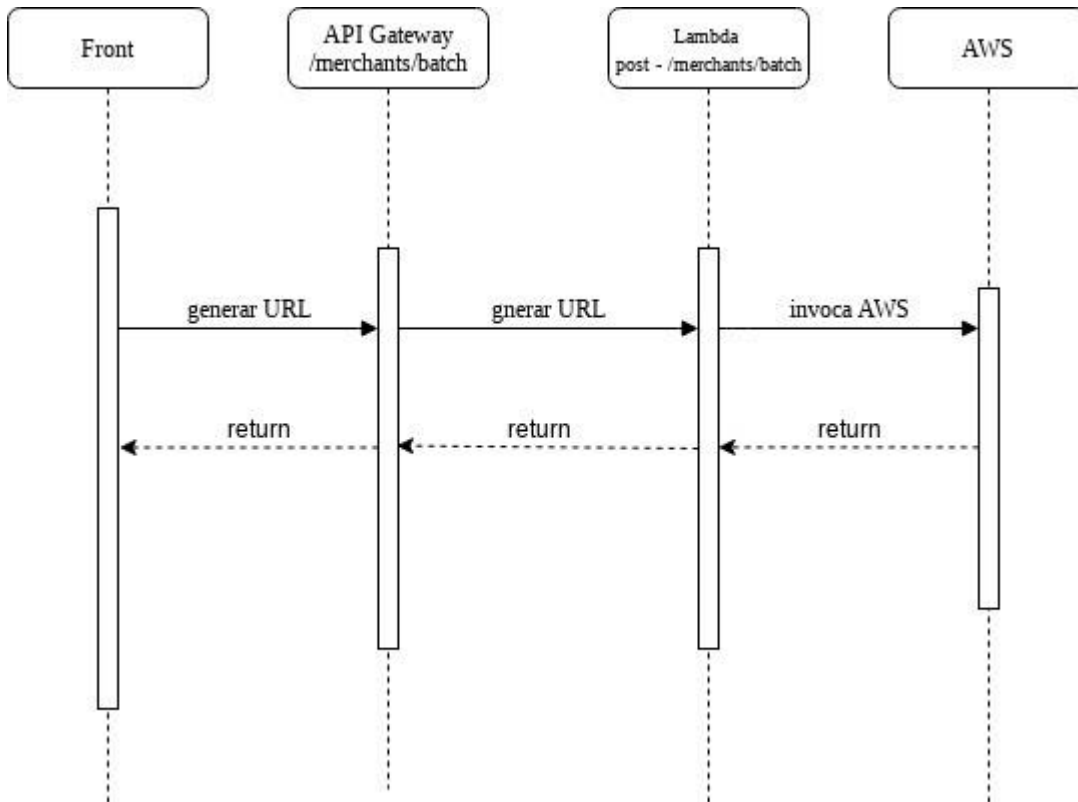 Front
API Gateway
/merchants/batch
Lambda
post - /merchants/batch
AWS
generar URL
gnerar URL
invoca AWS
return
return
return